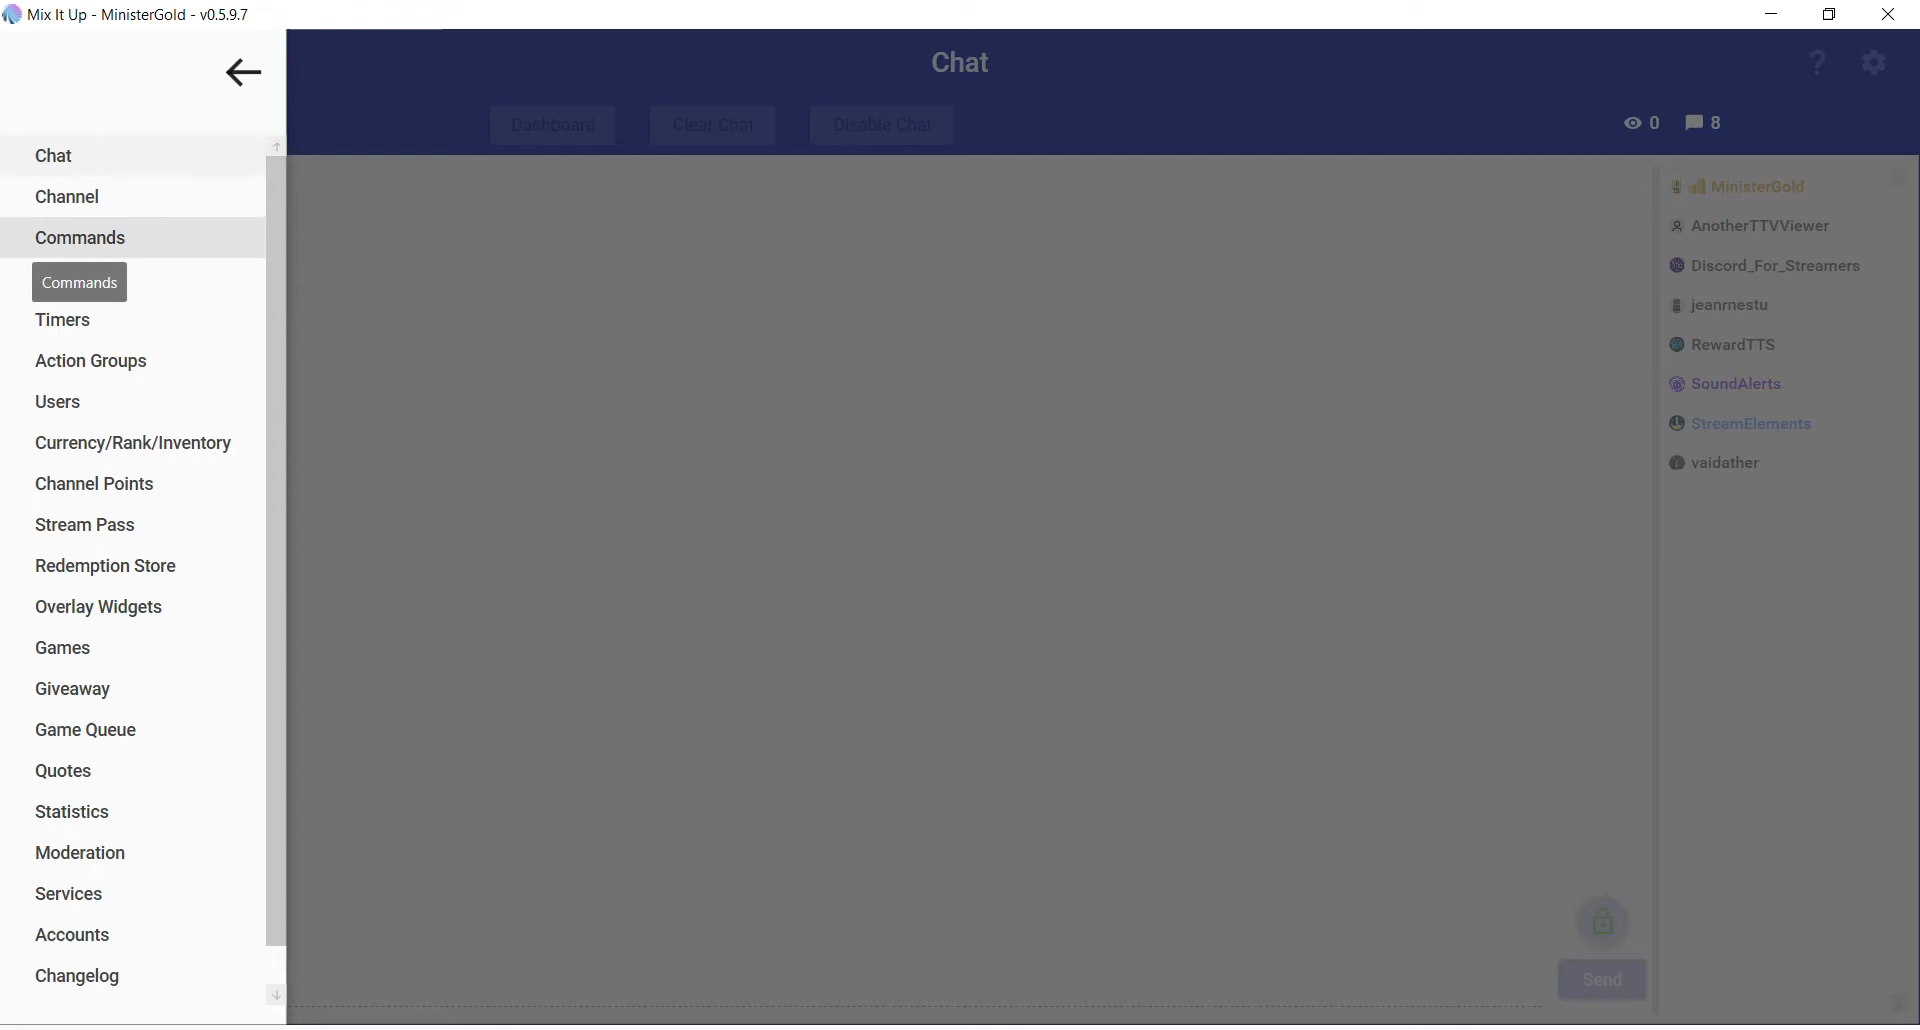 Mix It Up - MinisterGold - v0.5.9.7
Chat
?
Dashboard
Clear Chat
Disable Chat
0
8
Chat
Channel
Commands
Commands
Timers
Action Groups
Users
Currency/Rank/Inventory
Channel Points
Stream Pass
Redemption Store
Overlay Widgets
Games
Giveaway
Game Queue
Quotes
Statistics
Moderation
Services
Accounts
Changelog
MinisterGold
AnotherTTVViewer
Discord_For_Streamers
jeanrnestu
RewardTTS
SoundAlerts
StreamElements
vaidather
Send